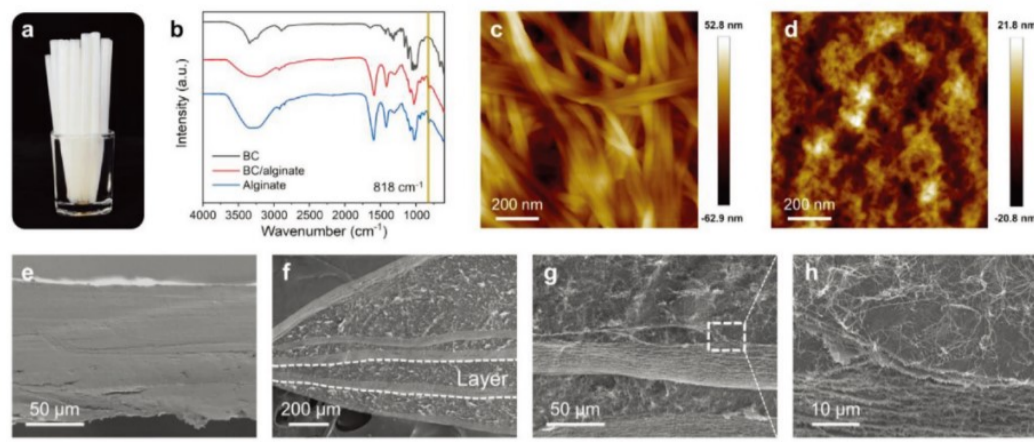 a
b
Intensity (a.u.)
BC
BC/alginate
Alginate
818 cm⁻¹
4000 3500 3000 2500 2000 1500 1000
Wavenumber (cm⁻¹)
c
200 nm
52.8 nm
-62.9 nm
d
200 nm
21.8 nm
-20.8 nm
e
50 μm
f
Layer
200 μm
g
50 μm
h
10 μm